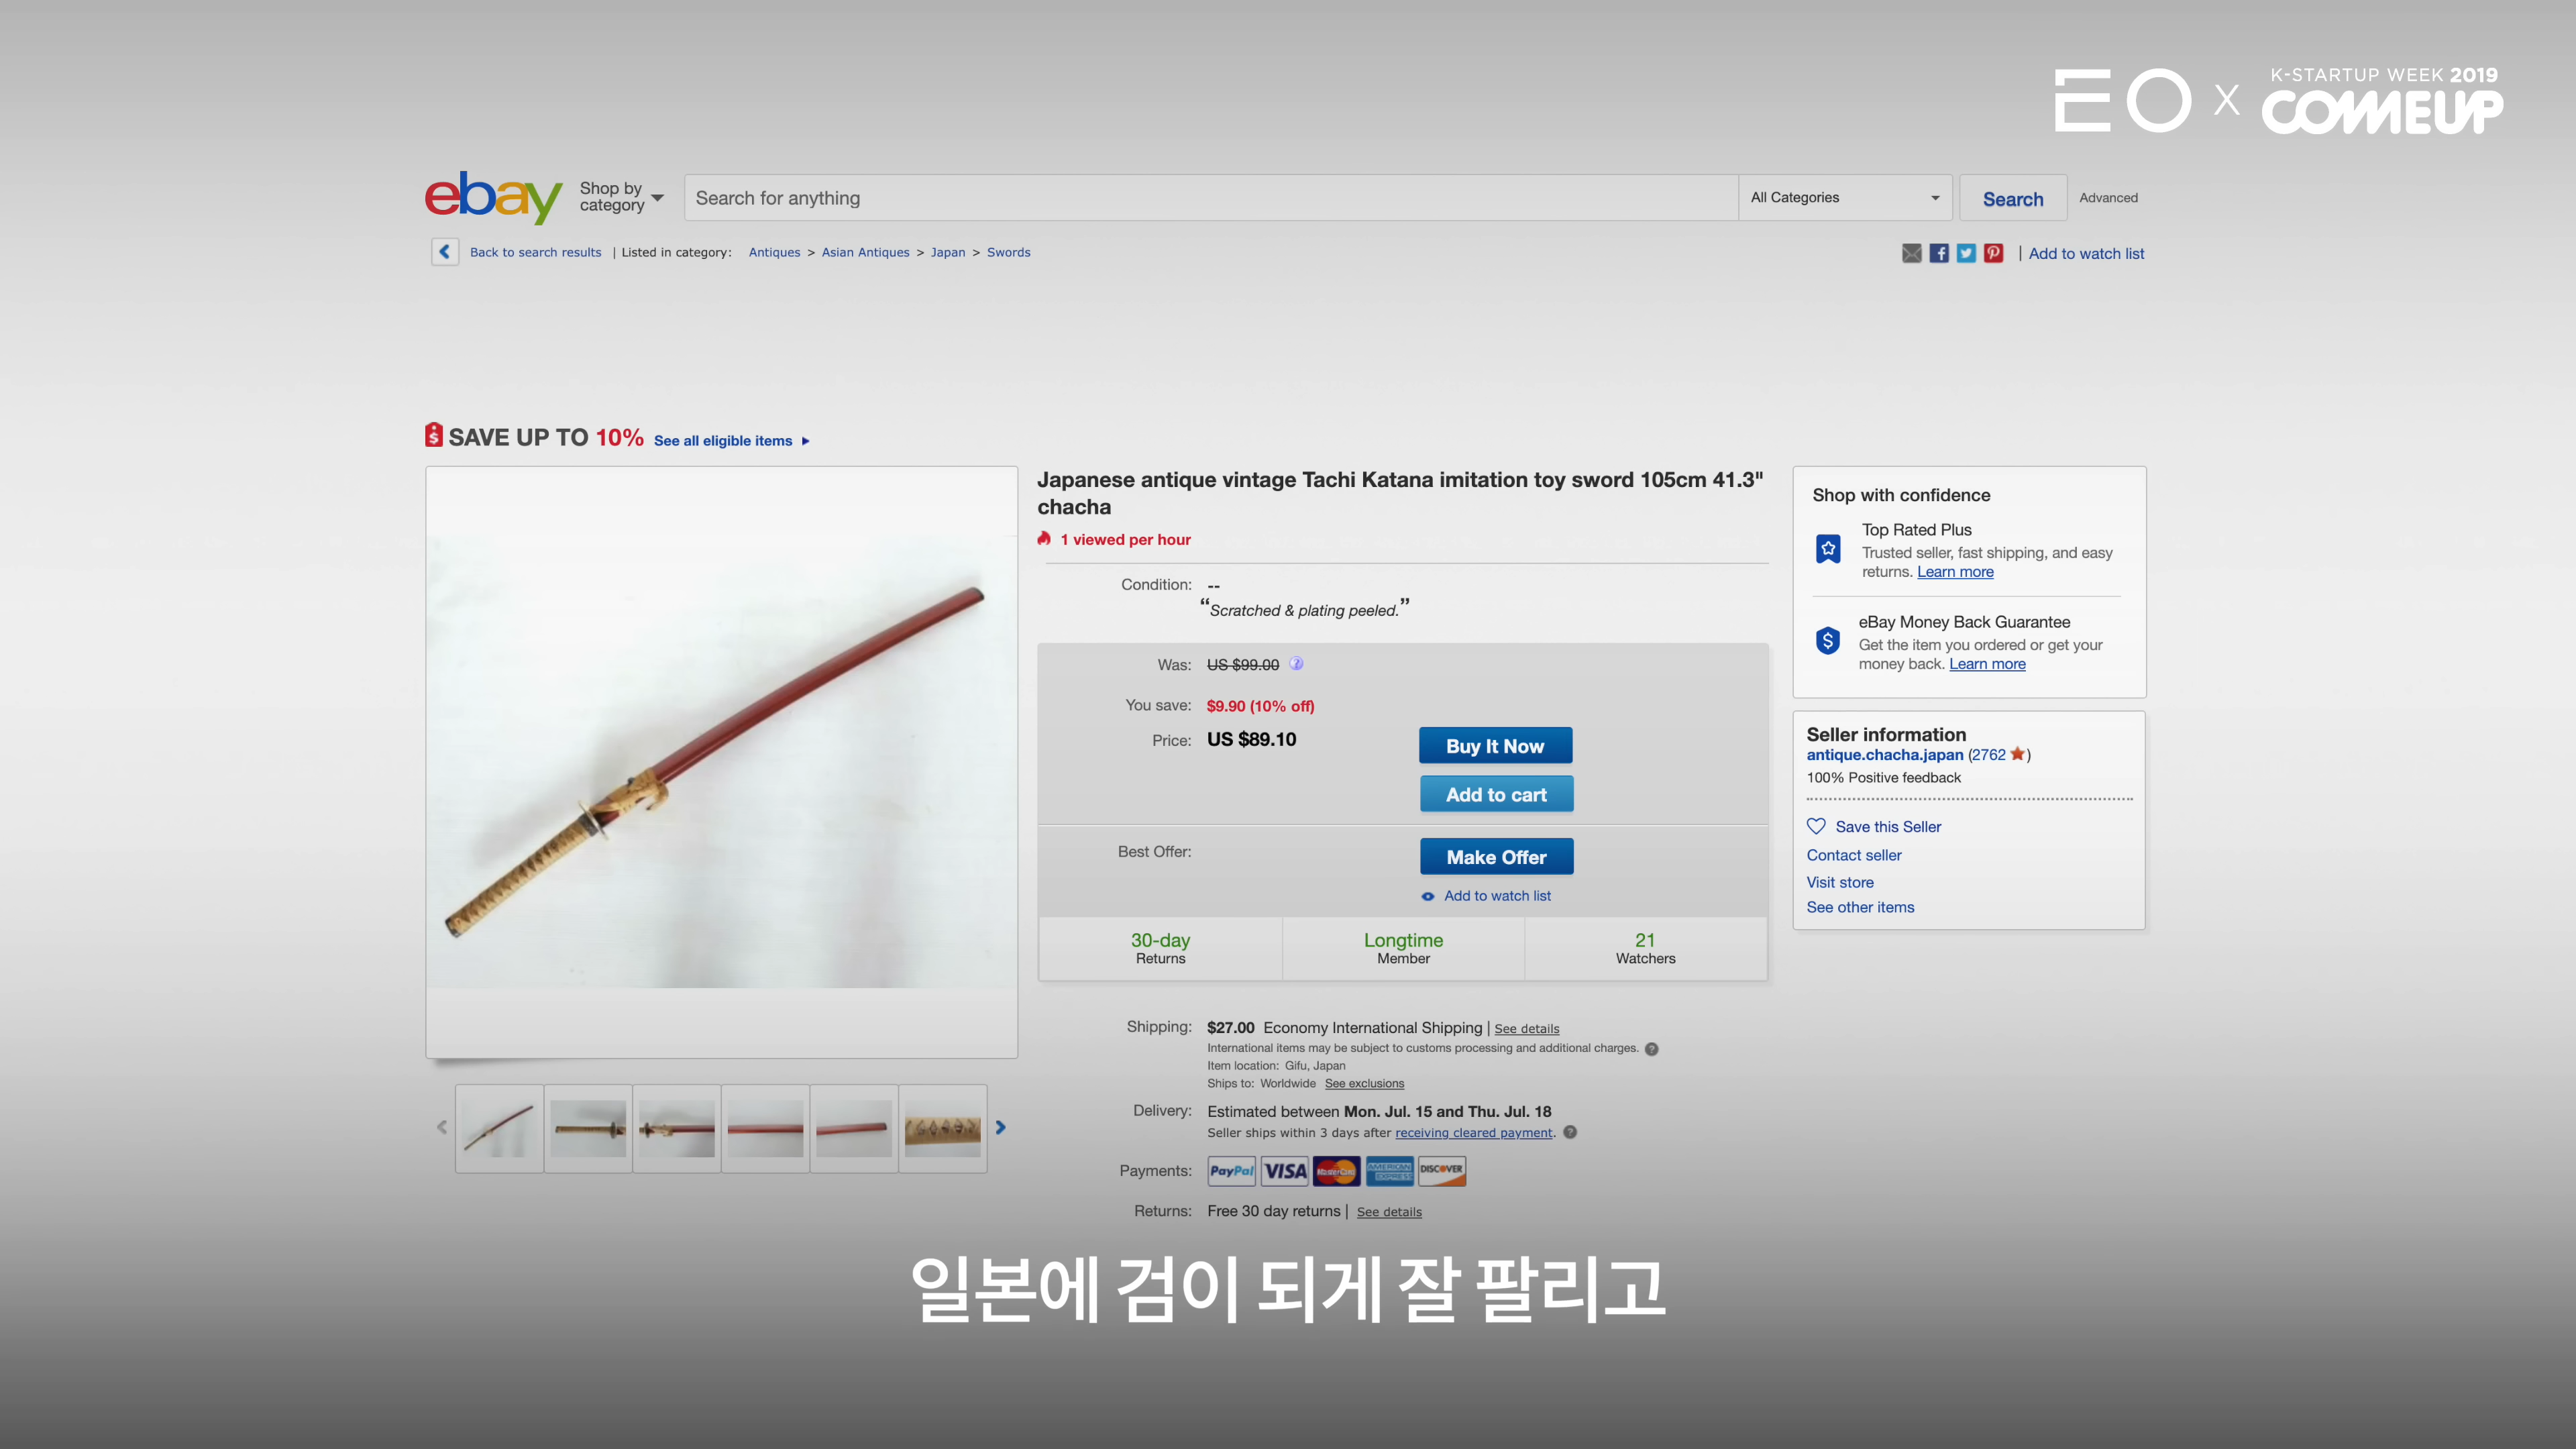 EO X K-STARTUP WEEK 2019
COMEUP
ebay
Shop by category
Search for anything
All Categories
Search
Advanced
Back to search results | Listed in category: Antiques > Asian Antiques > Japan > Swords
| Add to watch list
SAVE UP TO 10% See all eligible items
Japanese antique vintage Tachi Katana imitation toy sword 105cm 41.3"
chacha
1 viewed per hour
Condition: --
“Scratched & plating peeled.”
Was: US $99.00
You save: $9.90 (10% off)
Price: US $89.10
Buy It Now
Add to cart
Best Offer:
Make Offer
Add to watch list
30-day
Returns
Longtime
Member
21
Watchers
Shipping: $27.00 Economy International Shipping | See details
International items may be subject to customs processing and additional charges.
Item location: Gifu, Japan
Ships to: Worldwide See exclusions
Delivery: Estimated between Mon. Jul. 15 and Thu. Jul. 18
Seller ships within 3 days after receiving cleared payment.
Payments: PayPal VISA MasterCard AMERICAN EXPRESS DISCOVER
Returns: Free 30 day returns | See details
Shop with confidence
Top Rated Plus
Trusted seller, fast shipping, and easy
returns. Learn more
eBay Money Back Guarantee
Get the item you ordered or get your
money back. Learn more
Seller information
antique.chacha.japan (2762)
100% Positive feedback
Save this Seller
Contact seller
Visit store
See other items
일본에 검이 되게 잘 팔리고